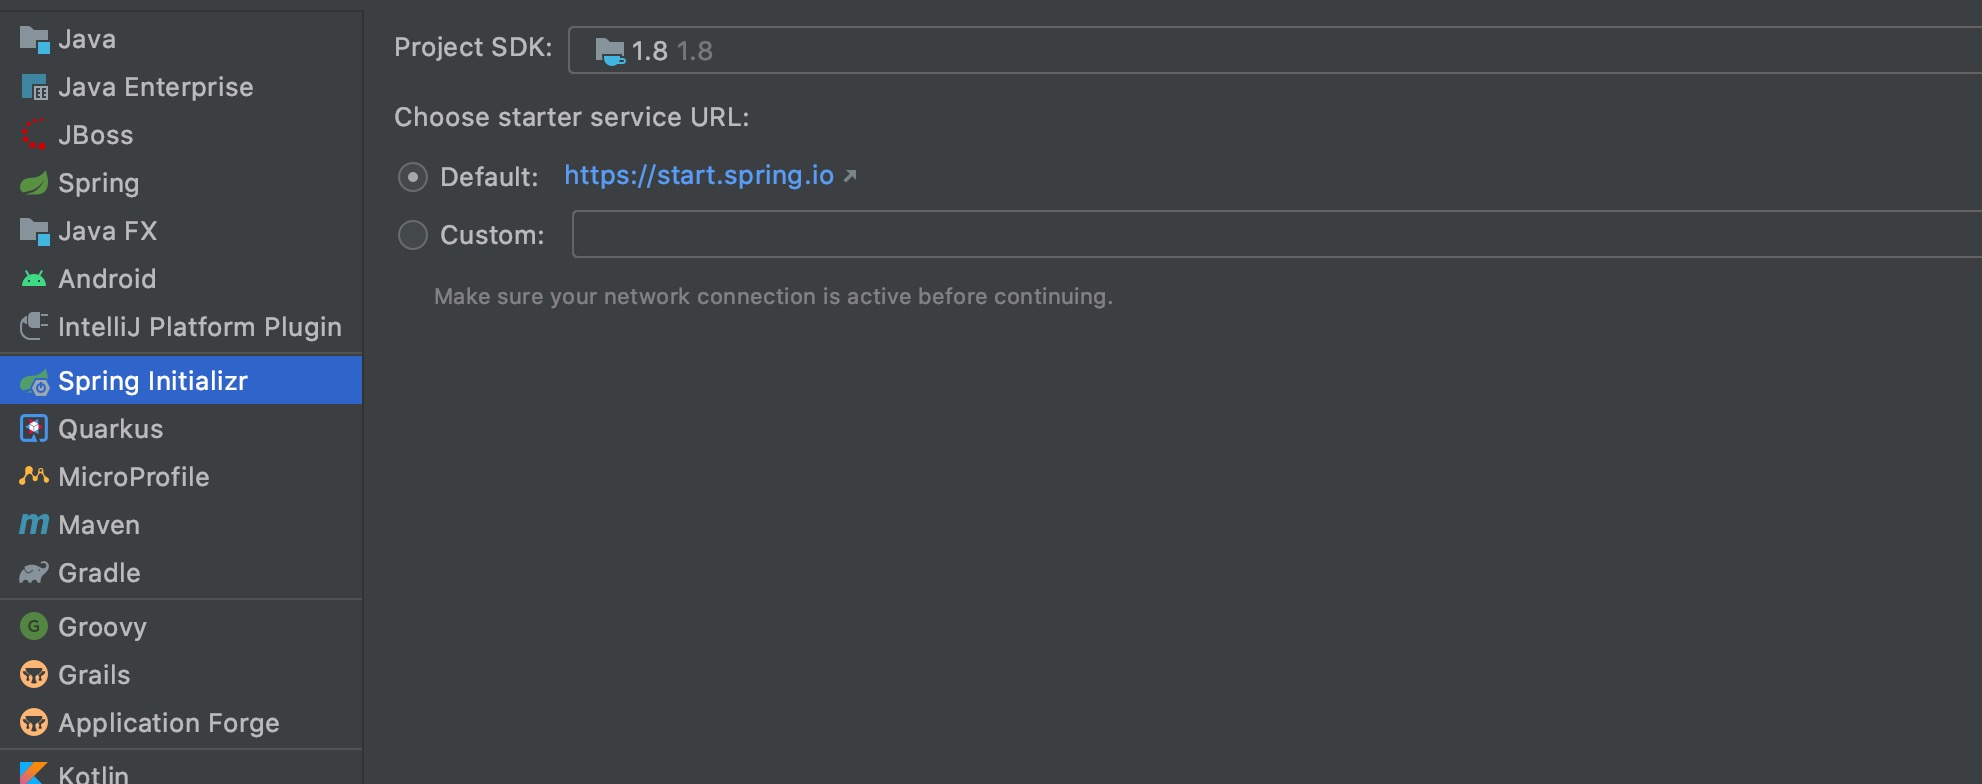 Java
Java Enterprise
JBoss
Spring
Java FX
Android
IntelliJ Platform Plugin
Spring Initializr
Quarkus
MicroProfile
Maven
Gradle
Groovy
Grails
Application Forge
Kotlin
Project SDK: 1.8 1.8
Choose starter service URL:
Default: https://start.spring.io
Custom:
Make sure your network connection is active before continuing.